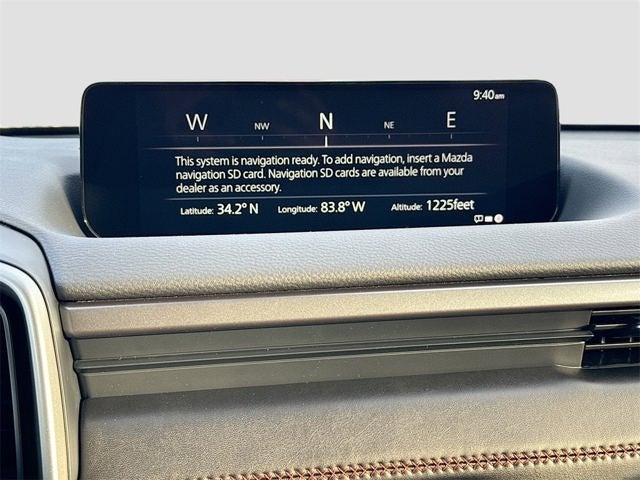 9:40am
W NW N NE E
This system is navigation ready. To add navigation, insert a Mazda
navigation SD card. Navigation SD cards are available from your
dealer as an accessory.
Latitude: 34.2° N Longitude: 83.8° W Altitude: 1225feet